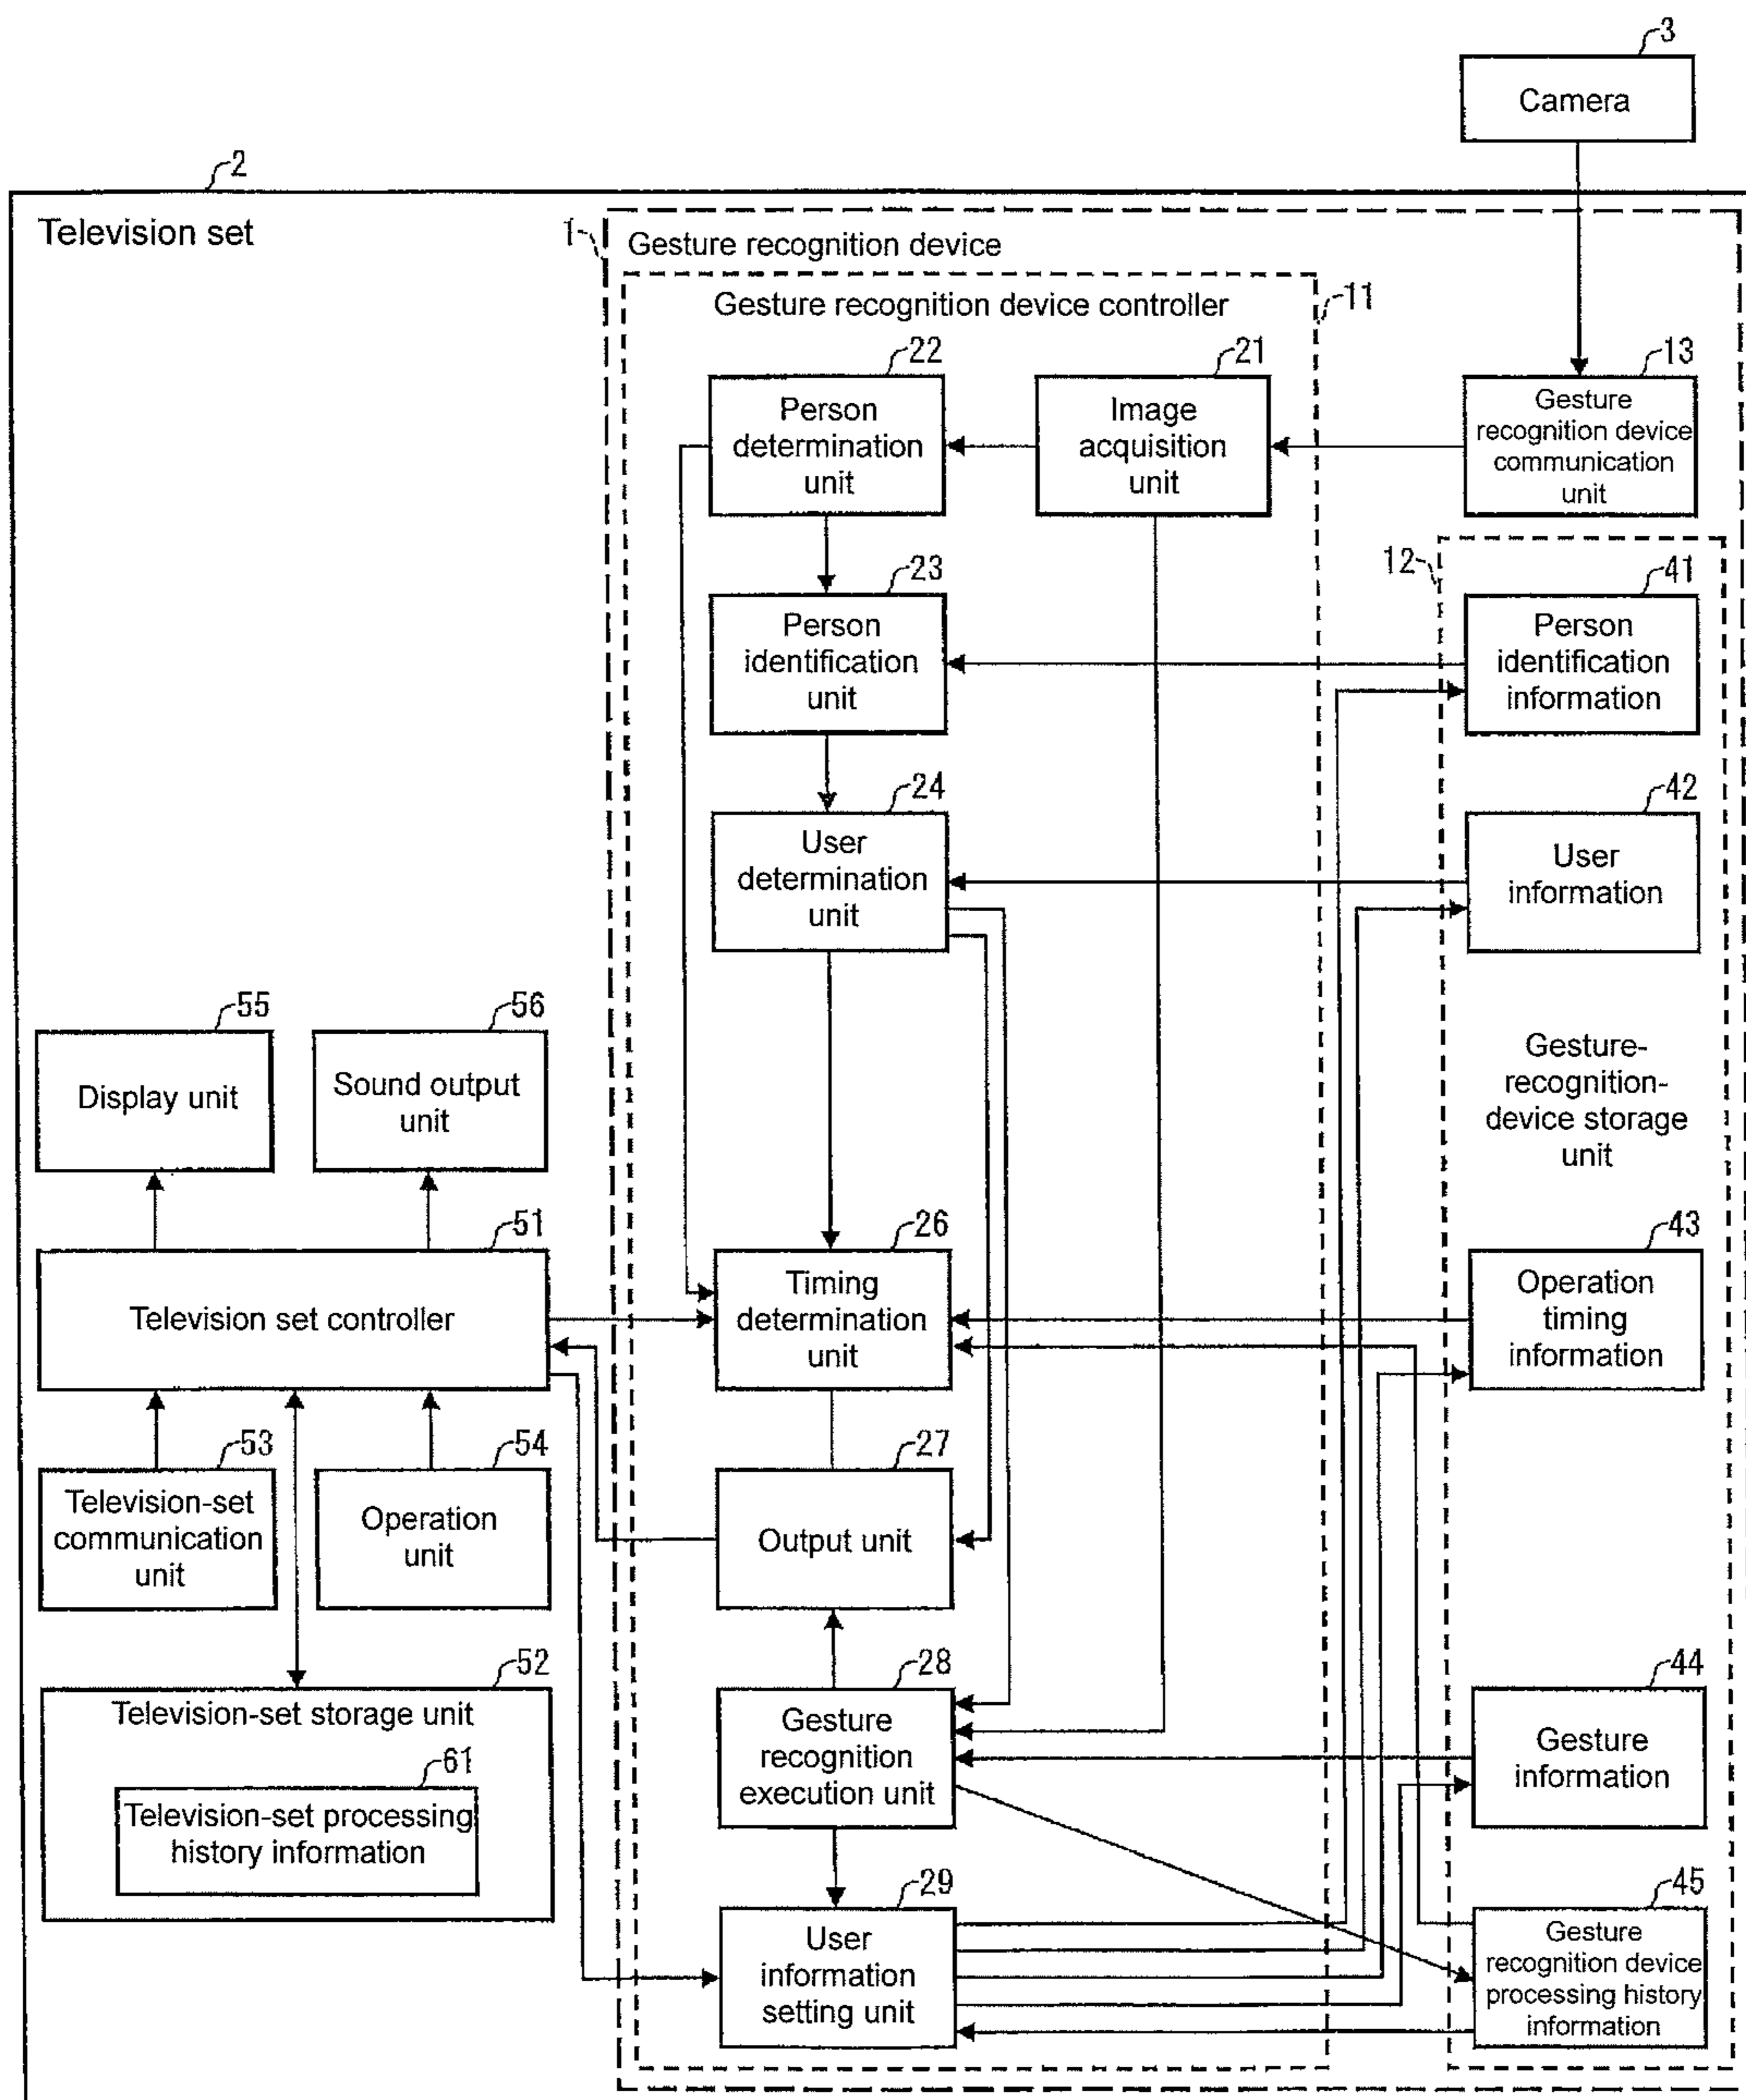 3
Camera
2
Television set
1
Gesture recognition device
Gesture recognition device controller
11
22
Person
determination
unit
21
Image
acquisition
unit
13
Gesture
recognition device
communication
unit
12
23
Person
identification
unit
41
Person
identification
information
24
User
determination
unit
42
User
information
Gesture-
recognition-
device storage
unit
55
Display unit
56
Sound output
unit
51
Television set controller
26
Timing
determination
unit
43
Operation
timing
information
53
Television-set
communication
unit
54
Operation
unit
27
Output unit
52
Television-set storage unit
61
Television-set processing
history information
28
Gesture
recognition
execution unit
44
Gesture
information
29
User
information
setting unit
45
Gesture
recognition device
processing history
information